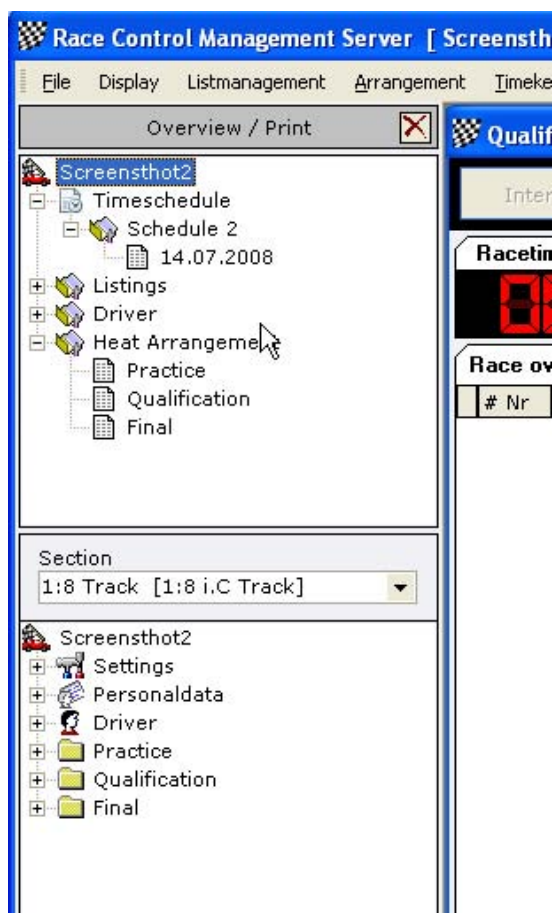 Race Control Management Server [ Screensth
File Display Listmanagement Arrangement Timeke
Overview / Print
Screensthot2
Timeschedule
Schedule 2
14.07.2008
Listings
Driver
Heat Arrangeme
Practice
Qualification
Final
Section
1:8 Track [1:8 i.C Track]
Screensthot2
Settings
Personaldata
Driver
Practice
Qualification
Final
Qualif
Inter
Racetim
Race ov
# Nr